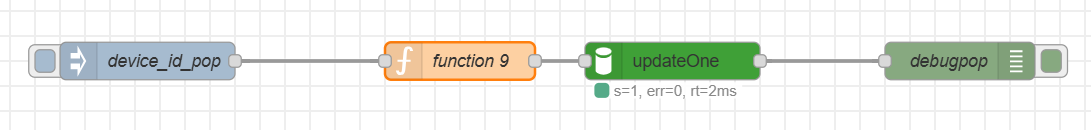 device_id_pop
function 9
updateOne
debugpop
s=1, err=0, rt=2ms